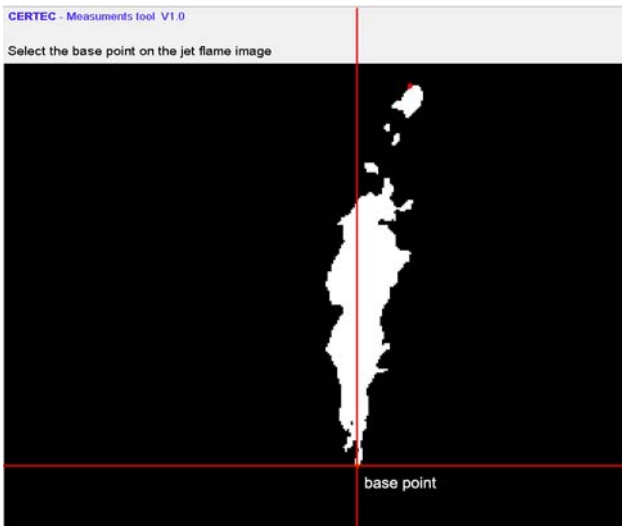 CERTEC - Measuments tool V1.0
Select the base point on the jet flame image
base point